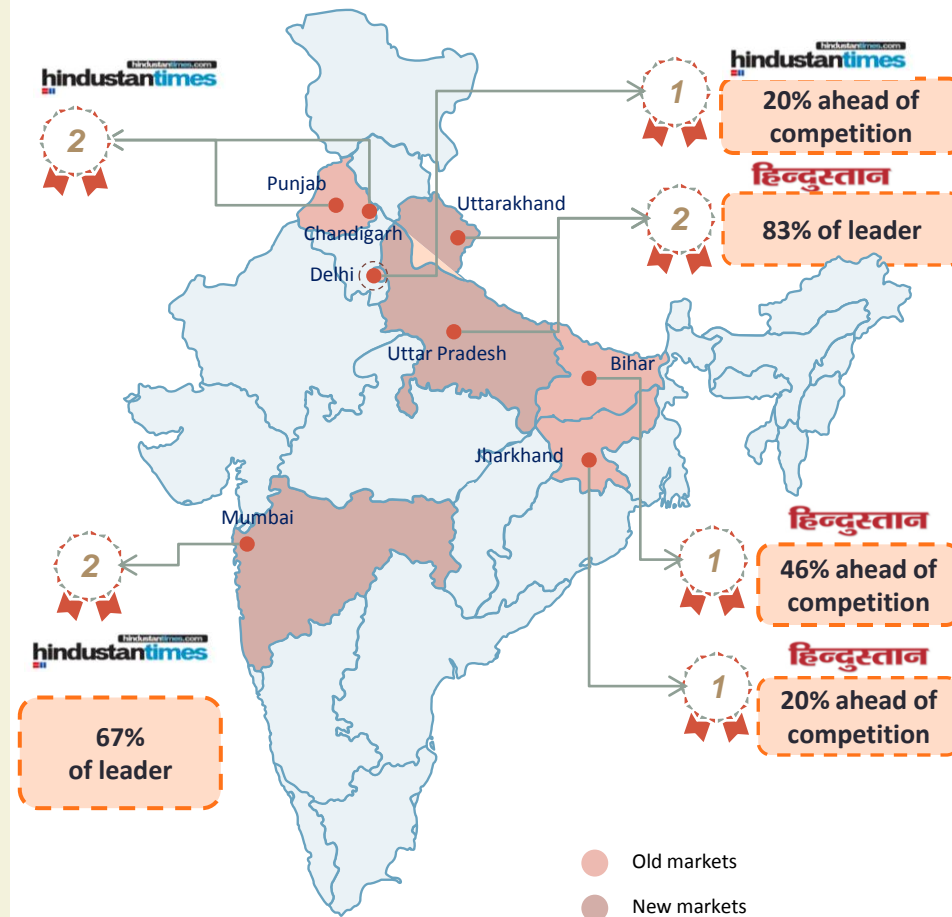 hindustantimes.com
hindustantimes
2
hindustantimes.com
hindustantimes
1
20% ahead of
competition
हिन्दुस्तान
2
83% of leader
Punjab
Uttarakhand
Chandigarh
Delhi
Uttar Pradesh
Bihar
Jharkhand
Mumbai
2
hindustantimes.com
hindustantimes
67%
of leader
हिन्दुस्तान
1
46% ahead of
competition
हिन्दुस्तान
1
20% ahead of
competition
Old markets
New markets